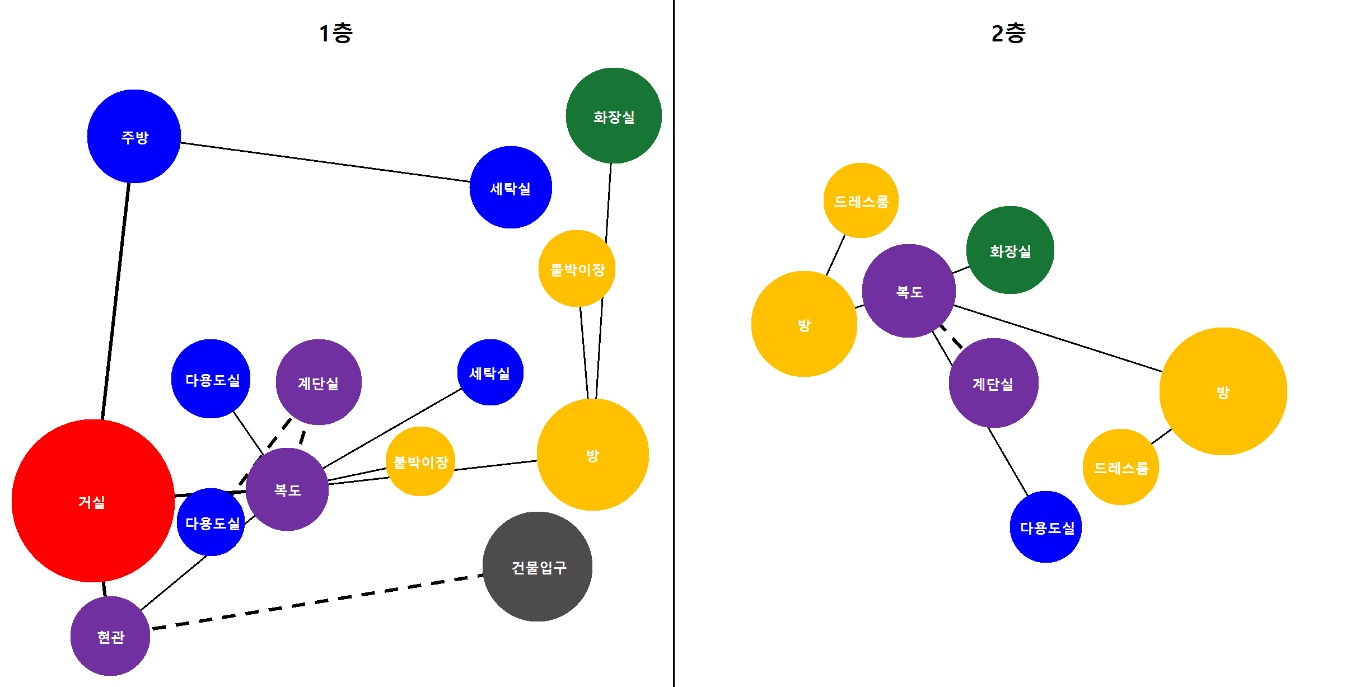 1층
주방
화장실
세탁실
붙박이장
다용도실
계단실
세탁실
붙박이장
방
거실
복도
다용도실
건물입구
현관
2층
드레스룸
화장실
복도
방
계단실
방
드레스룸
다용도실